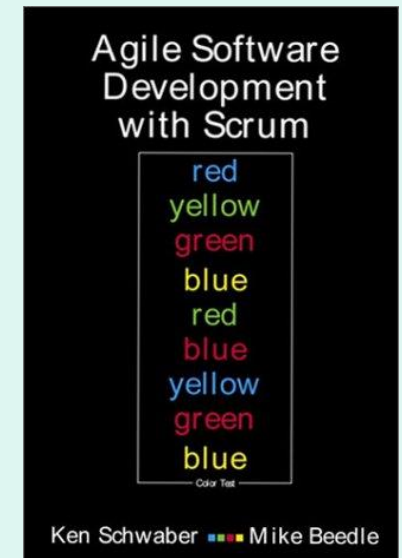 Agile Software
Development
with Scrum
red
yellow
green
blue
red
blue
yellow
green
blue
Color Test
Ken Schwaber Mike Beedle